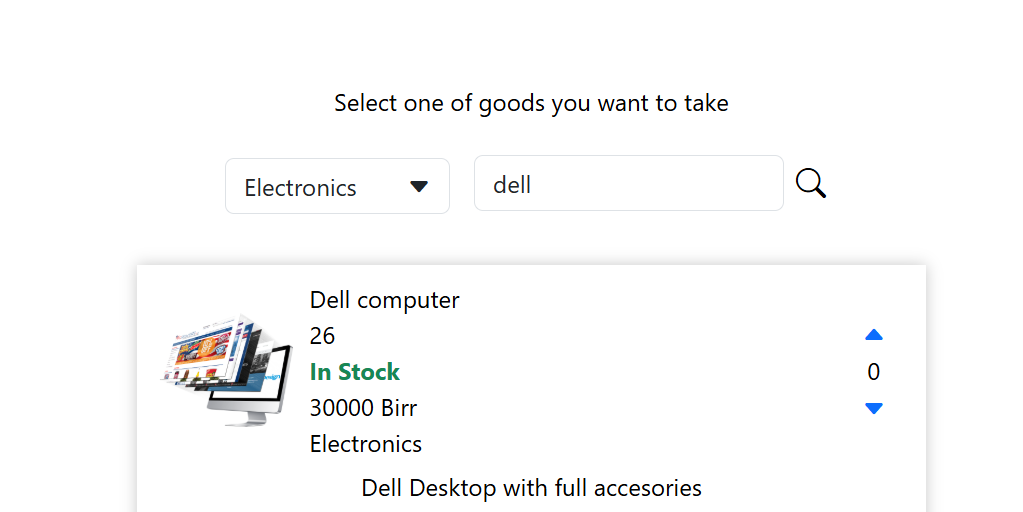 Select one of goods you want to take
Electronics
dell
Dell computer
26
In Stock
0
30000 Birr
Electronics
Dell Desktop with full accesories